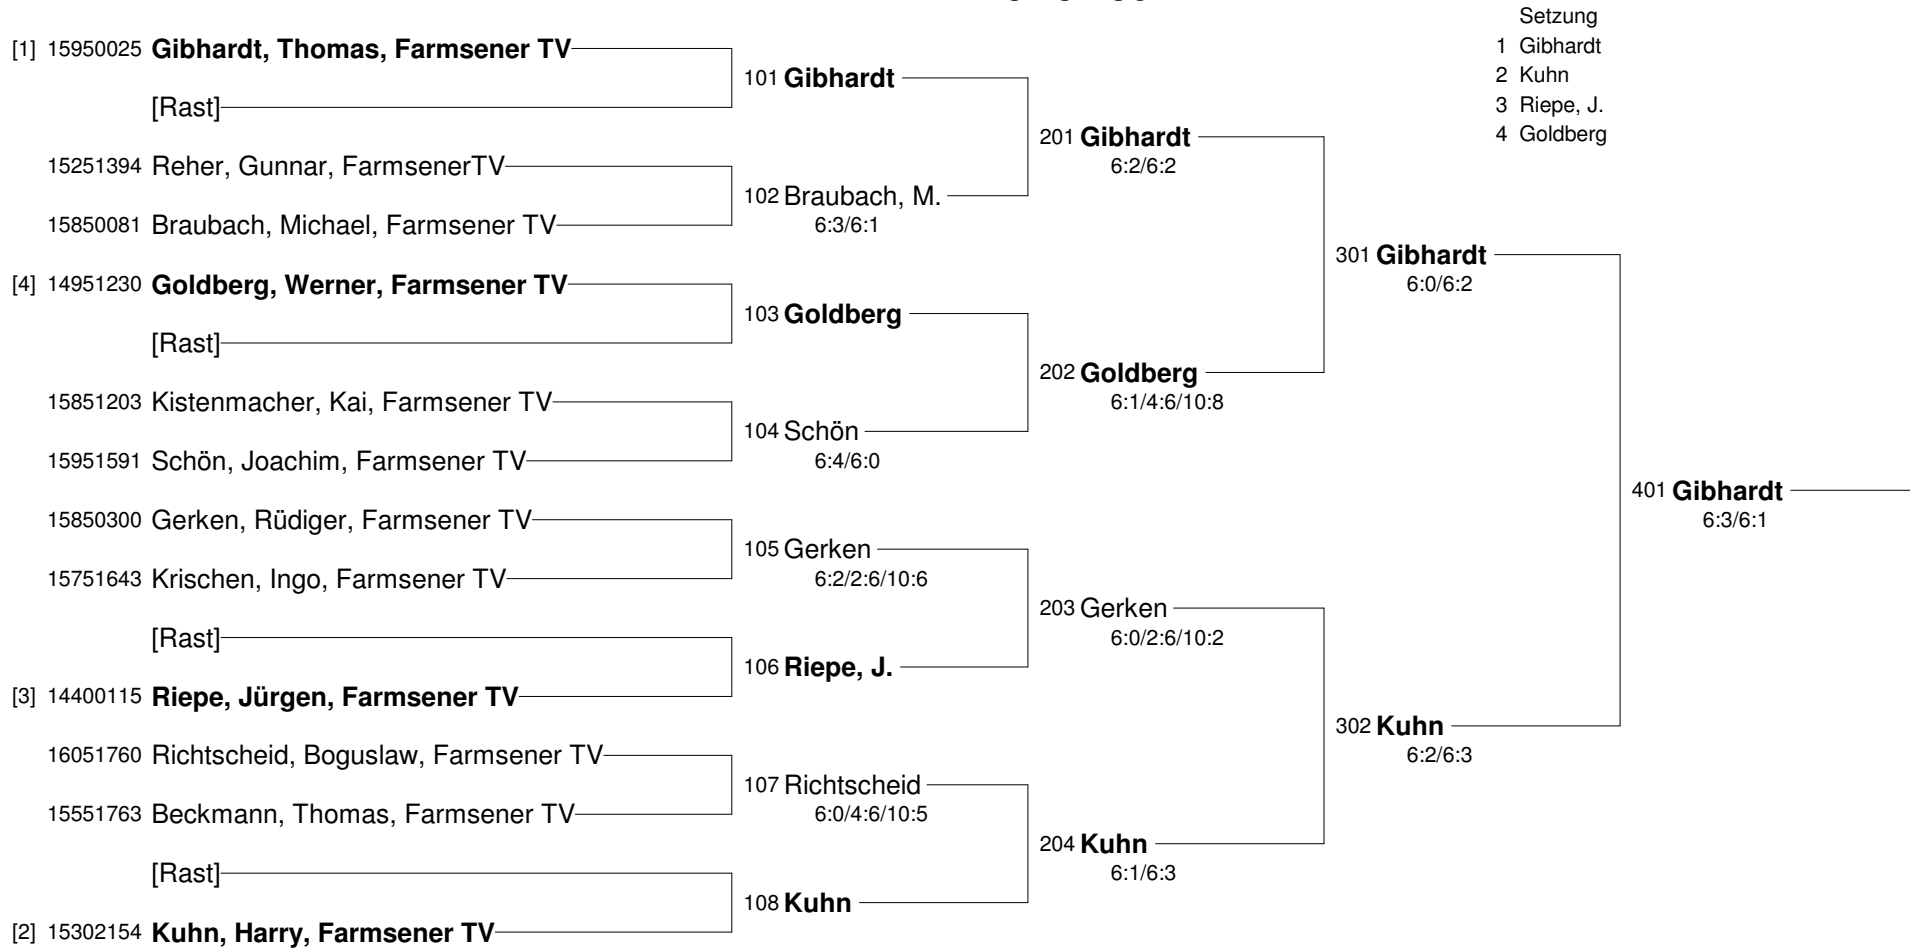 Setzung
1 Gibhardt
2 Kuhn
3 Riepe, J.
4 Goldberg
[1] 15950025 Gibhardt, Thomas, Farmsener TV
[Rast]
15251394 Reher, Gunnar, FarmsenerTV
15850081 Braubach, Michael, Farmsener TV
[4] 14951230 Goldberg, Werner, Farmsener TV
[Rast]
15851203 Kistenmacher, Kai, Farmsener TV
15951591 Schön, Joachim, Farmsener TV
15850300 Gerken, Rüdiger, Farmsener TV
15751643 Krischen, Ingo, Farmsener TV
[Rast]
[3] 14400115 Riepe, Jürgen, Farmsener TV
16051760 Richtscheid, Boguslaw, Farmsener TV
15551763 Beckmann, Thomas, Farmsener TV
[Rast]
[2] 15302154 Kuhn, Harry, Farmsener TV
101 Gibhardt
102 Braubach, M.
6:3/6:1
103 Goldberg
104 Schön
6:4/6:0
105 Gerken
6:2/2:6/10:6
106 Riepe, J.
107 Richtscheid
6:0/4:6/10:5
108 Kuhn
201 Gibhardt
6:2/6:2
202 Goldberg
6:1/4:6/10:8
203 Gerken
6:0/2:6/10:2
204 Kuhn
6:1/6:3
301 Gibhardt
6:0/6:2
302 Kuhn
6:2/6:3
401 Gibhardt
6:3/6:1